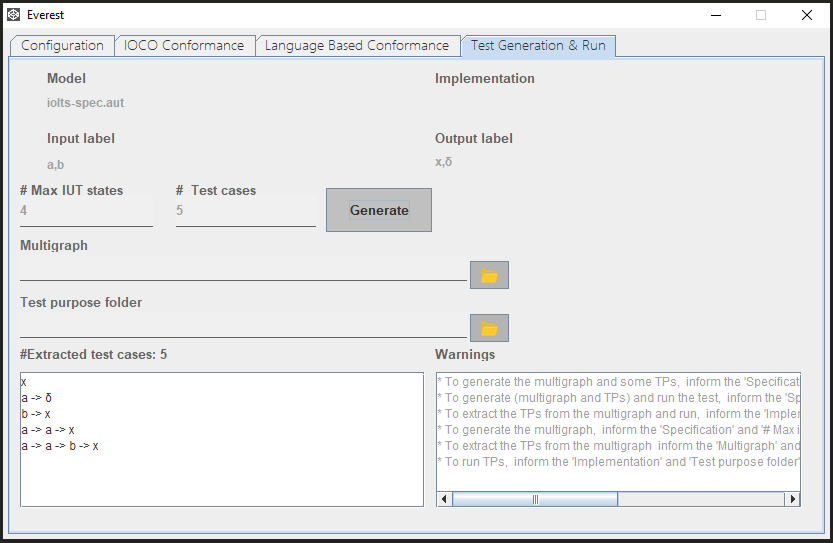 Everest
Configuration
IOCO Conformance
Language Based Conformance
Test Generation & Run
Model
Implementation
iolts-spec.aut
Input label
Output label
a,b
x,δ
# Max IUT states
# Test cases
4
5
Generate
Multigraph
Test purpose folder
#Extracted test cases: 5
Warnings
x
a -> δ
b -> x
a -> a -> x
a -> a -> b -> x
* To generate the multigraph and some TPs, inform the 'Specificat
* To generate (multigraph and TPs) and run the test, inform the 'Sp
* To extract the TPs from the multigraph and run, inform the 'Implen
* To generate the multigraph, inform the 'Specification' and '# Max i
* To extract the TPs from the multigraph inform the 'Multigraph' and
* To run TPs, inform the 'Implementation' and 'Test purpose folder'